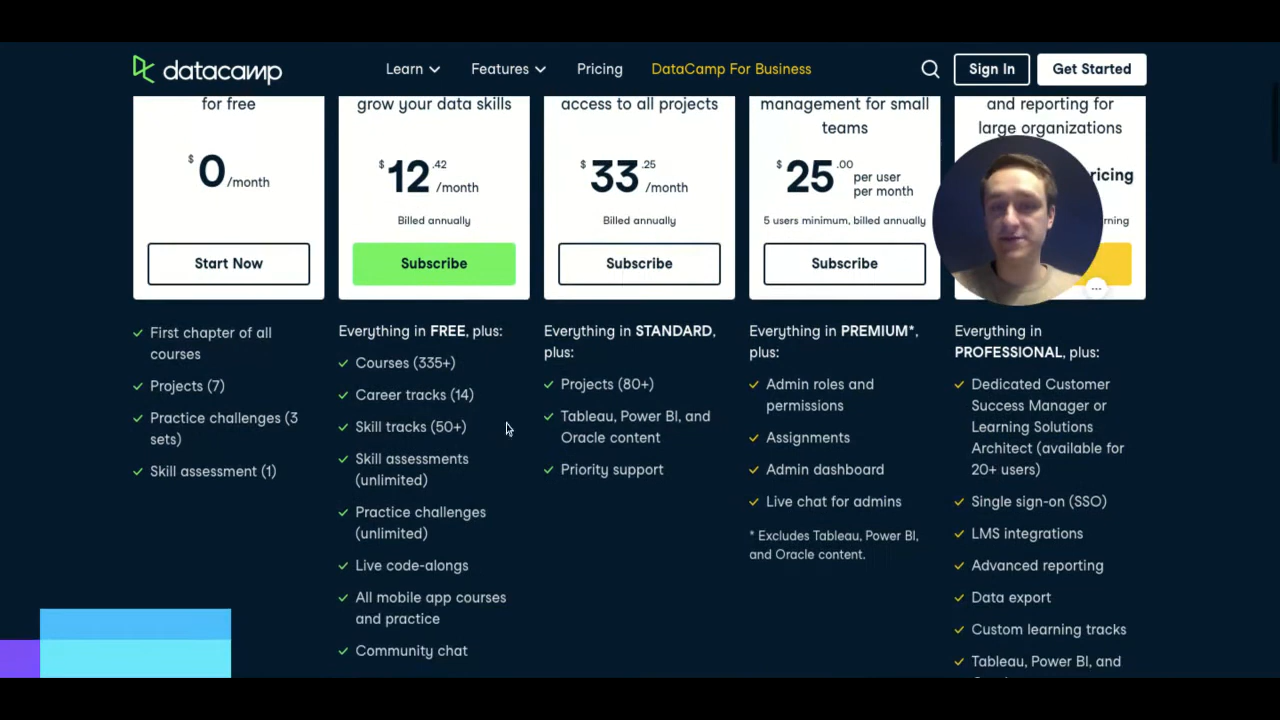 datacamp
Learn
Features
Pricing
DataCamp For Business
Sign In
Get Started
for free
$0/month
Start Now
First chapter of all
courses
Projects (7)
Practice challenges (3
sets)
Skill assessment (1)
grow your data skills
$12.42/month
Billed annually
Subscribe
Everything in FREE, plus:
Courses (335+)
Career tracks (14)
Skill tracks (50+)
Skill assessments
(unlimited)
Practice challenges
(unlimited)
Live code-alongs
All mobile app courses
and practice
Community chat
access to all projects
$33.25/month
Billed annually
Subscribe
Everything in STANDARD,
plus:
Projects (80+)
Tableau, Power BI, and
Oracle content
Priority support
management for small
teams
$25.00 per user
per month
5 users minimum, billed annually
Subscribe
Everything in PREMIUM*,
plus:
Admin roles and
permissions
Assignments
Admin dashboard
Live chat for admins
* Excludes Tableau, Power BI,
and Oracle content.
and reporting for
large organizations
Everything in
PROFESSIONAL, plus:
Dedicated Customer
Success Manager or
Learning Solutions
Architect (available for
20+ users)
Single sign-on (SSO)
LMS integrations
Advanced reporting
Data export
Custom learning tracks
Tableau, Power BI, and